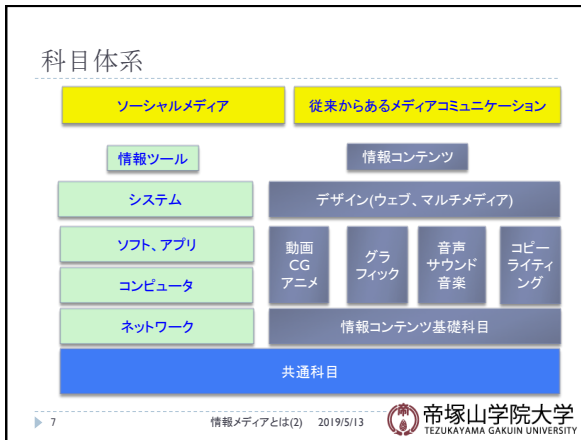 科目体系
ソーシャルメディア
従来からあるメディアコミュニケーション
情報ツール
情報コンテンツ
システム
デザイン(ウェブ、マルチメディア)
ソフト、アプリ
コンピュータ
動画
CG
アニメ
グラ
フィック
音声
サウンド
音楽
コピー
ライティ
ング
ネットワーク
情報コンテンツ基礎科目
共通科目
7
情報メディアとは(2)
2019/5/13
帝塚山学院大学
TEZUKAYAMA GAKUIN UNIVERSITY